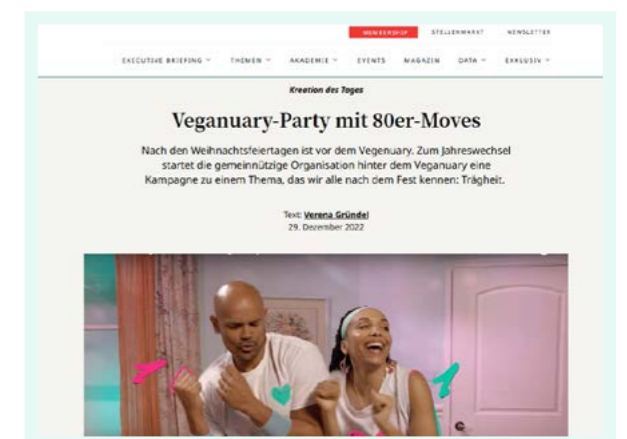 MEMBERSHIP STELLENMARKT NEWSLETTER
EXECUTIVE BRIEFING THEMEN AKADEMIE EVENTS MAGAZIN DATA EXKLUSIV
Kreation des Tages
Veganuary-Party mit 80er-Moves
Nach den Weihnachtsfeiertagen ist vor dem Vegenuary. Zum Jahreswechsel
startet die gemeinnützige Organisation hinter dem Veganuary eine
Kampagne zu einem Thema, das wir alle nach dem Fest kennen: Trägheit.
Text: Verena Gründel
29. Dezember 2022